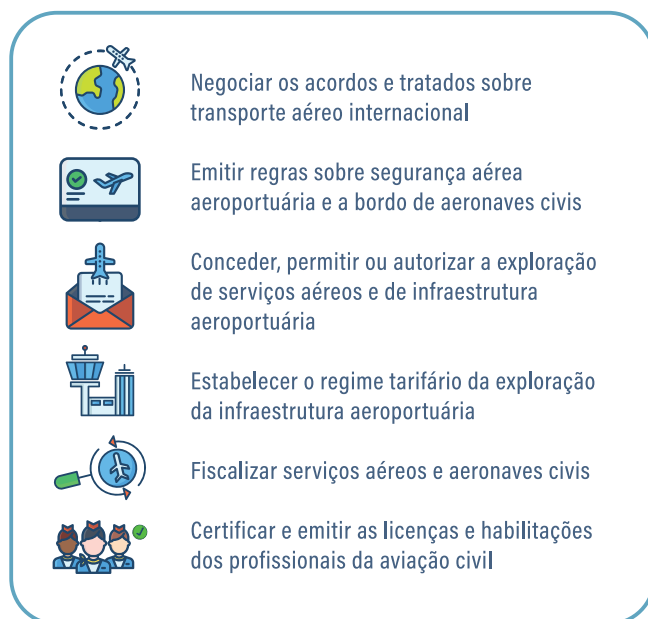 Negociar os acordos e tratados sobre
transporte aéreo internacional
Emitir regras sobre segurança aérea
aeroportuária e a bordo de aeronaves civis
Conceder, permitir ou autorizar a exploração
de serviços aéreos e de infraestrutura
aeroportuária
Estabelecer o regime tarifário da exploração
da infraestrutura aeroportuária
Fiscalizar serviços aéreos e aeronaves civis
Certificar e emitir as licenças e habilitações
dos profissionais da aviação civil